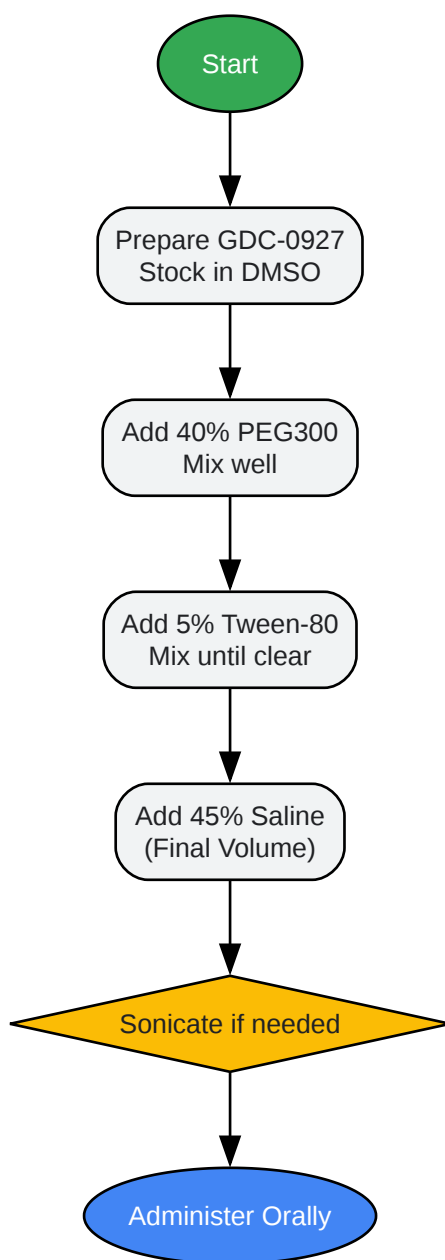 Start
Prepare GDC-0927
Stock in DMSO
Add 40% PEG300
Mix well
Add 5% Tween-80
Mix until clear
Add 45% Saline
(Final Volume)
Sonicate if needed
Administer Orally